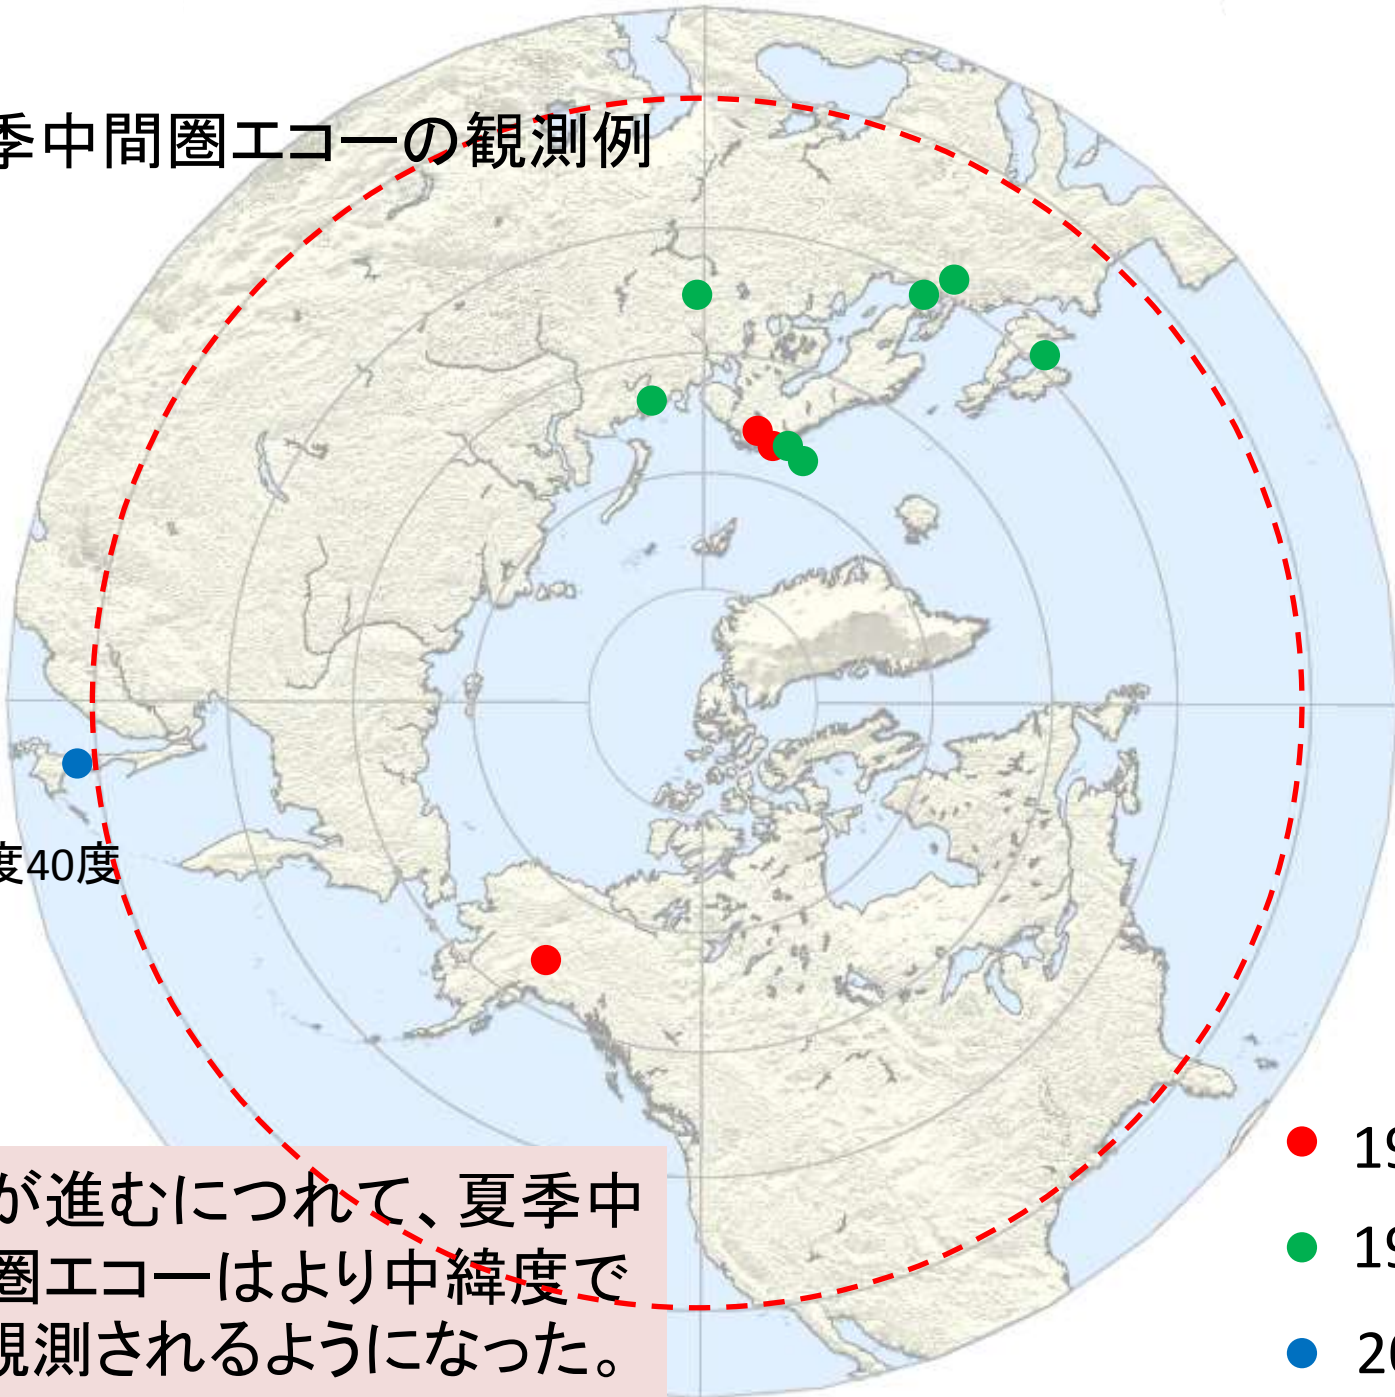 季中間圏エコーの観測例
度40度
が進むにつれて、夏季中
圏エコーはより中緯度で
観測されるようになった。
19
19
20